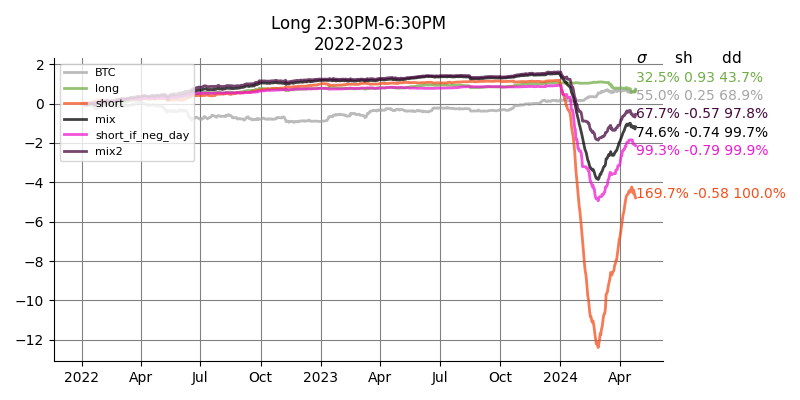 Long 2:30PM-6:30PM
2022-2023
σ sh dd
32.5% 0.93 43.7%
55.0% 0.25 68.9%
67.7% -0.57 97.8%
74.6% -0.74 99.7%
99.3% -0.79 99.9%
169.7% -0.58 100.0%
BTC
long
short
mix
short_if_neg_day
mix2
2
0
−2
−4
−6
−8
−10
−12
2022 Apr Jul Oct 2023 Apr Jul Oct 2024 Apr